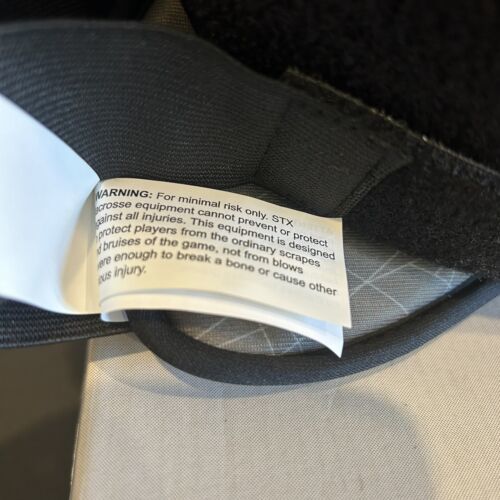 WARNING: For minimal risk only. STX
acrosse equipment cannot prevent or protect
against all injuries. This equipment is designed
protect players from the ordinary scrapes
d bruises of the game, not from blows
vere enough to break a bone or cause other
ious injury.